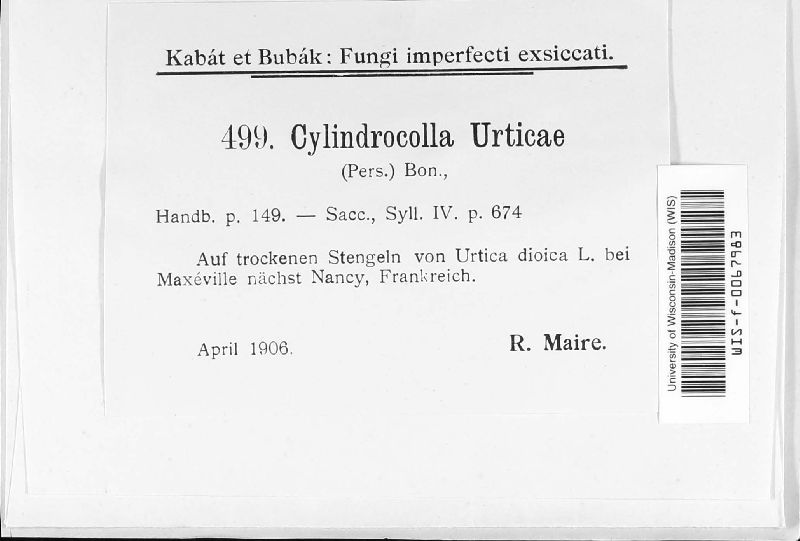 Kabát et Bubák: Fungi imperfecti exsiccati.
499. Cylindrocolla Urticae
(Pers.) Bon.,
Handb. p. 149. — Sacc., Syll. IV. p. 674
Auf trockenen Stengeln von Urtica dioica L. bei
Maxéville nächst Nancy, Frankreich.
April 1906.
R. Maire.
University of Wisconsin-Madison (WIS)
WIS-f-0067983